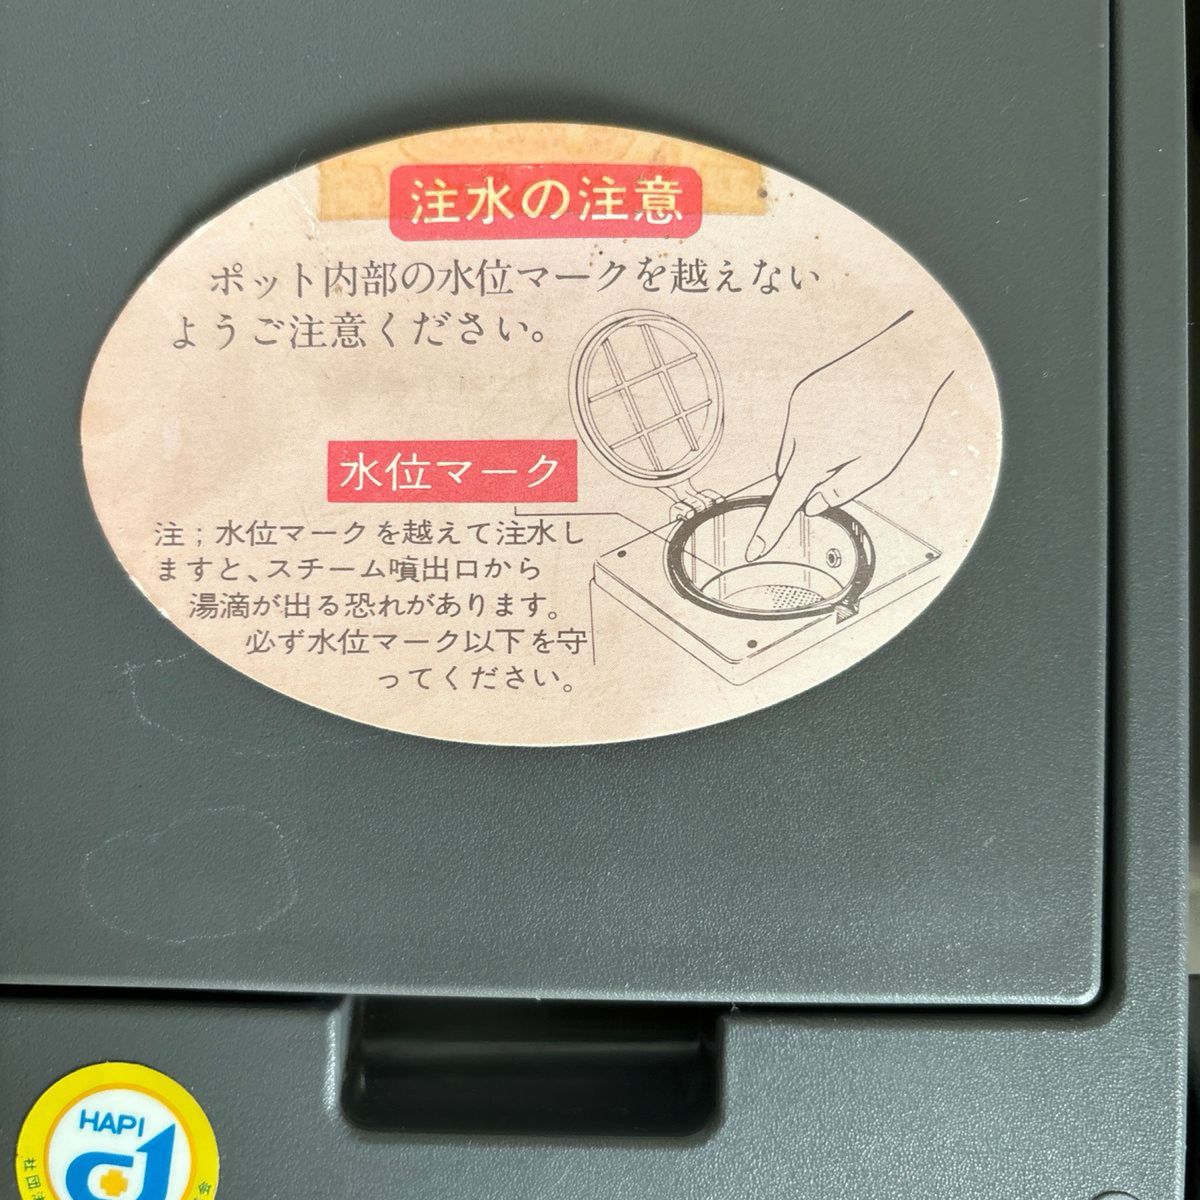 注水の注意
ポット内部の水位マークを越えない
ようご注意ください。
水位マーク
注；水位マークを越えて注水し
ますと、スチーム噴出口から
湯滴が出る恐れがあります。
必ず水位マーク以下を守
ってください。
HAPI
社団法